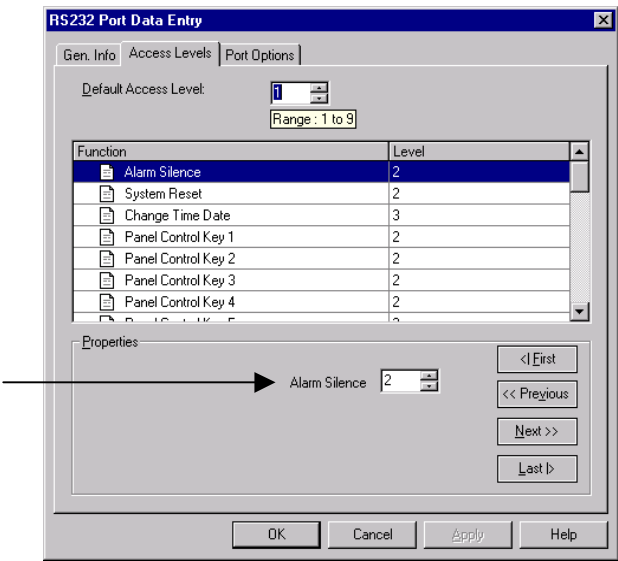 RS232 Port Data Entry
Gen. Info Access Levels Port Options
Default Access Level: 1
Range : 1 to 9
Function Level
Alarm Silence 2
System Reset 2
Change Time Date 3
Panel Control Key 1 2
Panel Control Key 2 2
Panel Control Key 3 2
Panel Control Key 4 2
Properties
<| First
Alarm Silence 2
<< Previous
Next >>
Last |>
OK Cancel Apply Help